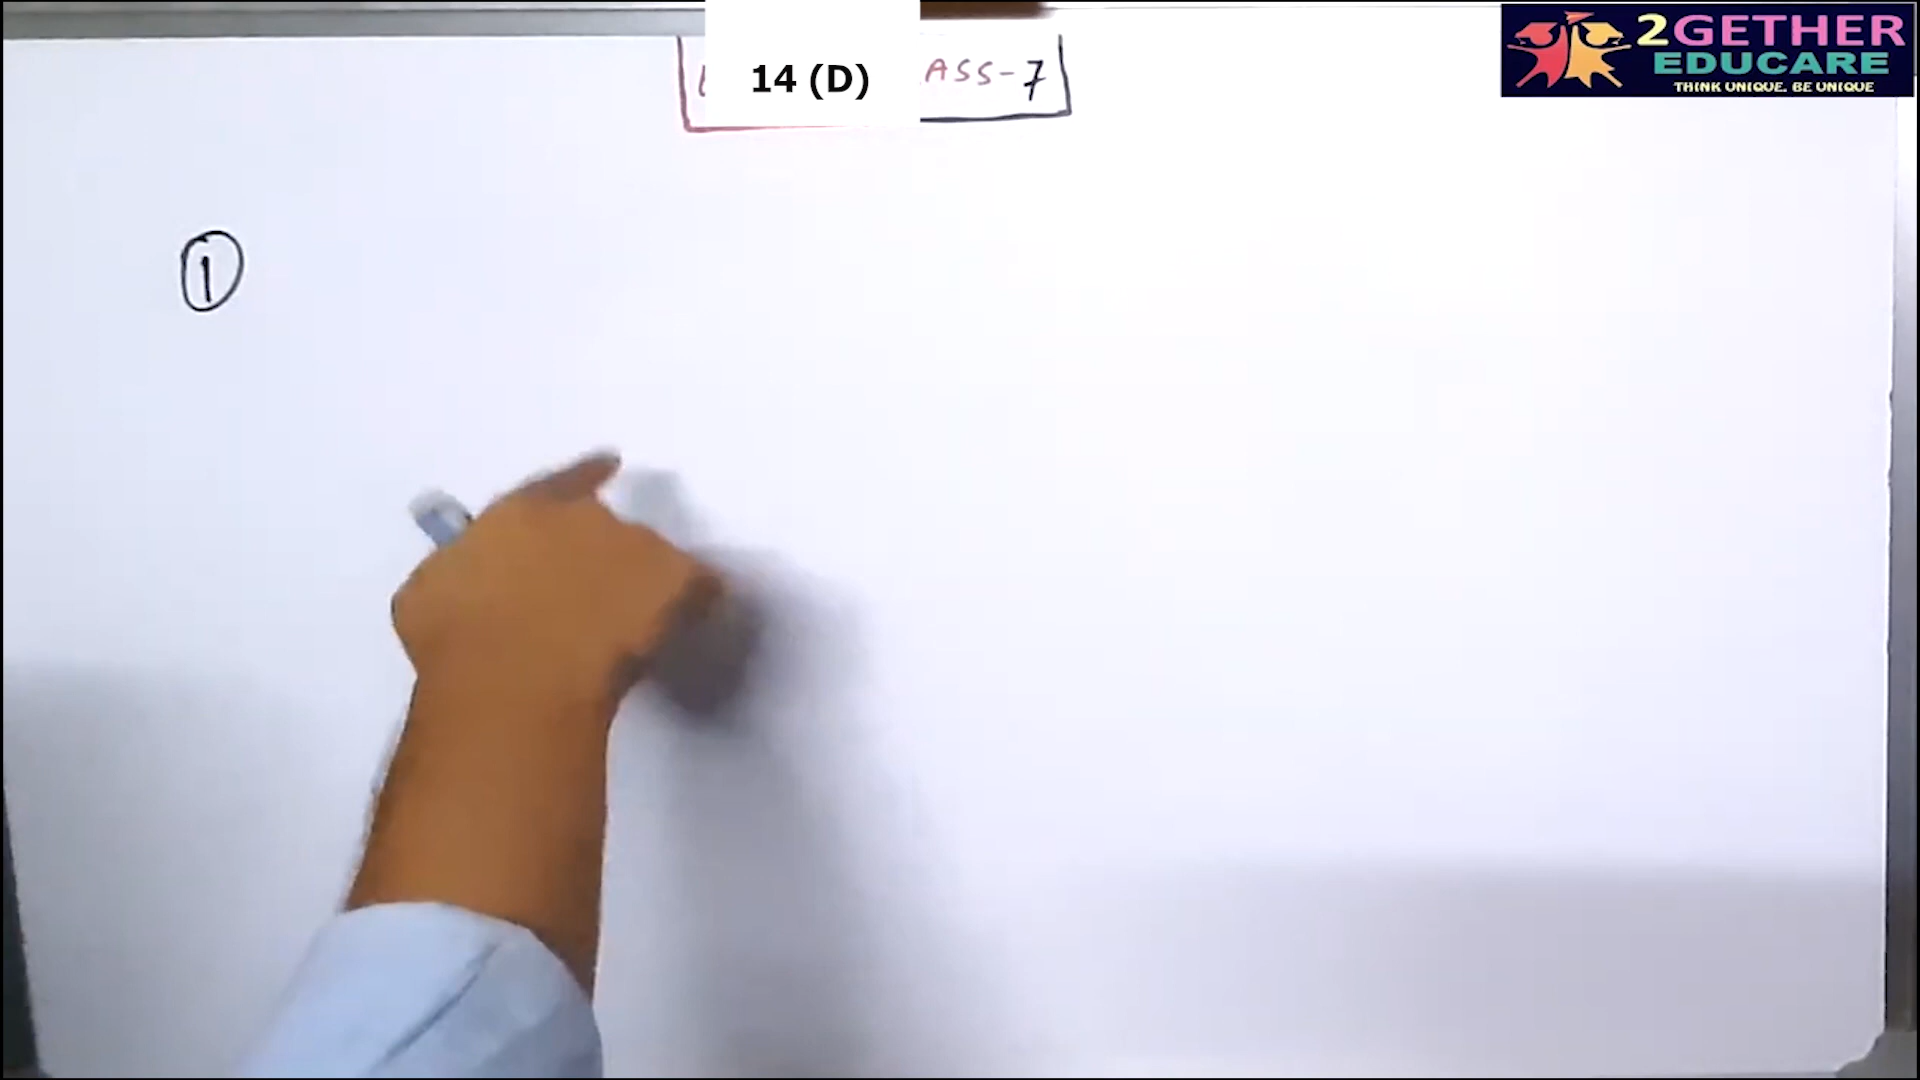 14 (D) ASS-7
2GETHER
EDUCARE
THINK UNIQUE. BE UNIQUE
1